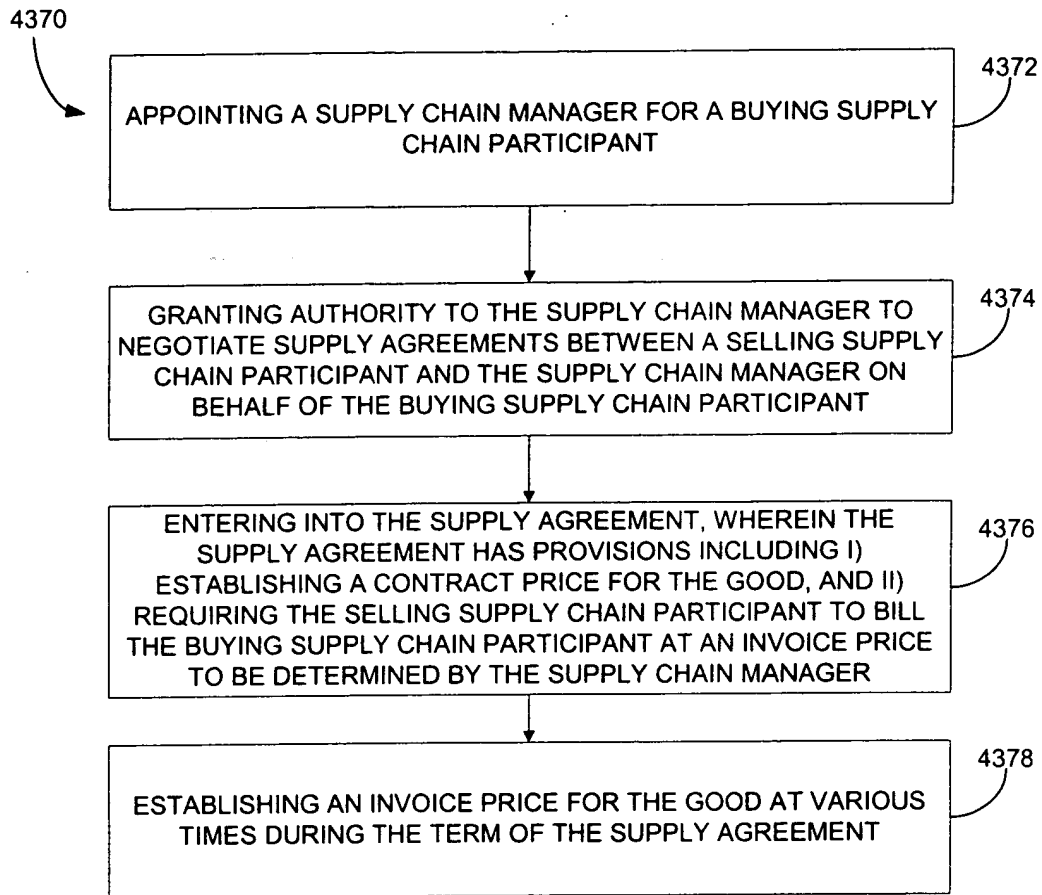 4370
4372
APPOINTING A SUPPLY CHAIN MANAGER FOR A BUYING SUPPLY
CHAIN PARTICIPANT
4374
GRANTING AUTHORITY TO THE SUPPLY CHAIN MANAGER TO
NEGOTIATE SUPPLY AGREEMENTS BETWEEN A SELLING SUPPLY
CHAIN PARTICIPANT AND THE SUPPLY CHAIN MANAGER ON
BEHALF OF THE BUYING SUPPLY CHAIN PARTICIPANT
4376
ENTERING INTO THE SUPPLY AGREEMENT, WHEREIN THE
SUPPLY AGREEMENT HAS PROVISIONS INCLUDING I)
ESTABLISHING A CONTRACT PRICE FOR THE GOOD, AND II)
REQUIRING THE SELLING SUPPLY CHAIN PARTICIPANT TO BILL
THE BUYING SUPPLY CHAIN PARTICIPANT AT AN INVOICE PRICE
TO BE DETERMINED BY THE SUPPLY CHAIN MANAGER
4378
ESTABLISHING AN INVOICE PRICE FOR THE GOOD AT VARIOUS
TIMES DURING THE TERM OF THE SUPPLY AGREEMENT